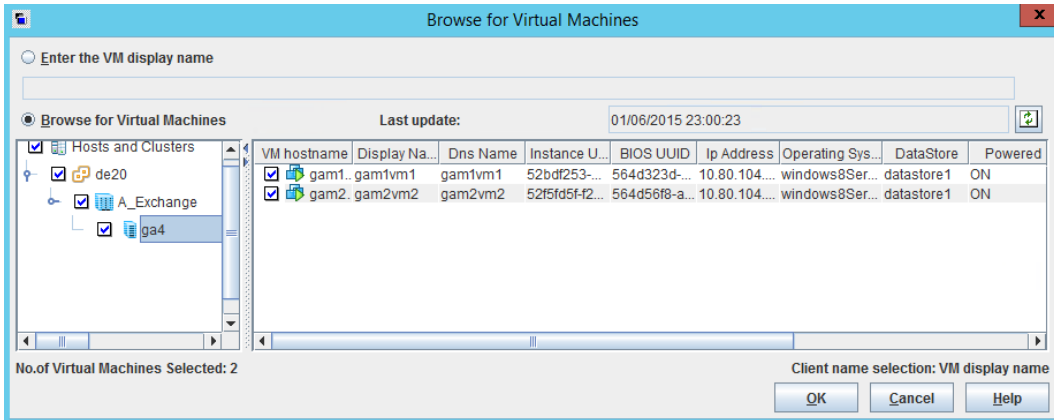 Browse for Virtual Machines
x
Enter the VM display name
Browse for Virtual Machines Last update: 01/06/2015 23:00:23
Hosts and Clusters
de20
A_Exchange
ga4
VM hostname Display Na... Dns Name Instance U... BIOS UUID Ip Address Operating Sys... DataStore Powered
gam1.. gam1vm1 gam1vm1 52bdf253-... 564d323d-... 10.80.104.... windows8Ser... datastore1 ON
gam2. gam2vm2 gam2vm2 52f5fd5f-f2... 564d56f8-a... 10.80.104.... windows8Ser... datastore1 ON
No.of Virtual Machines Selected: 2 Client name selection: VM display name
OK Cancel Help